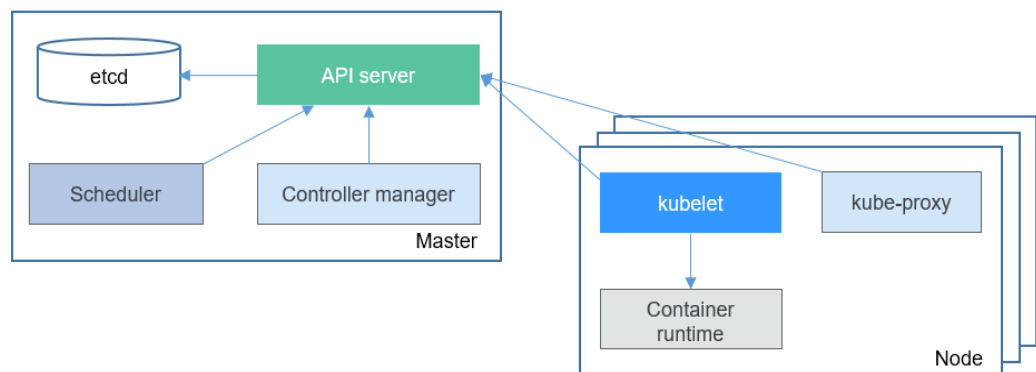 etcd
API server
Scheduler
Controller manager
Master
kubelet
kube-proxy
Container
runtime
Node